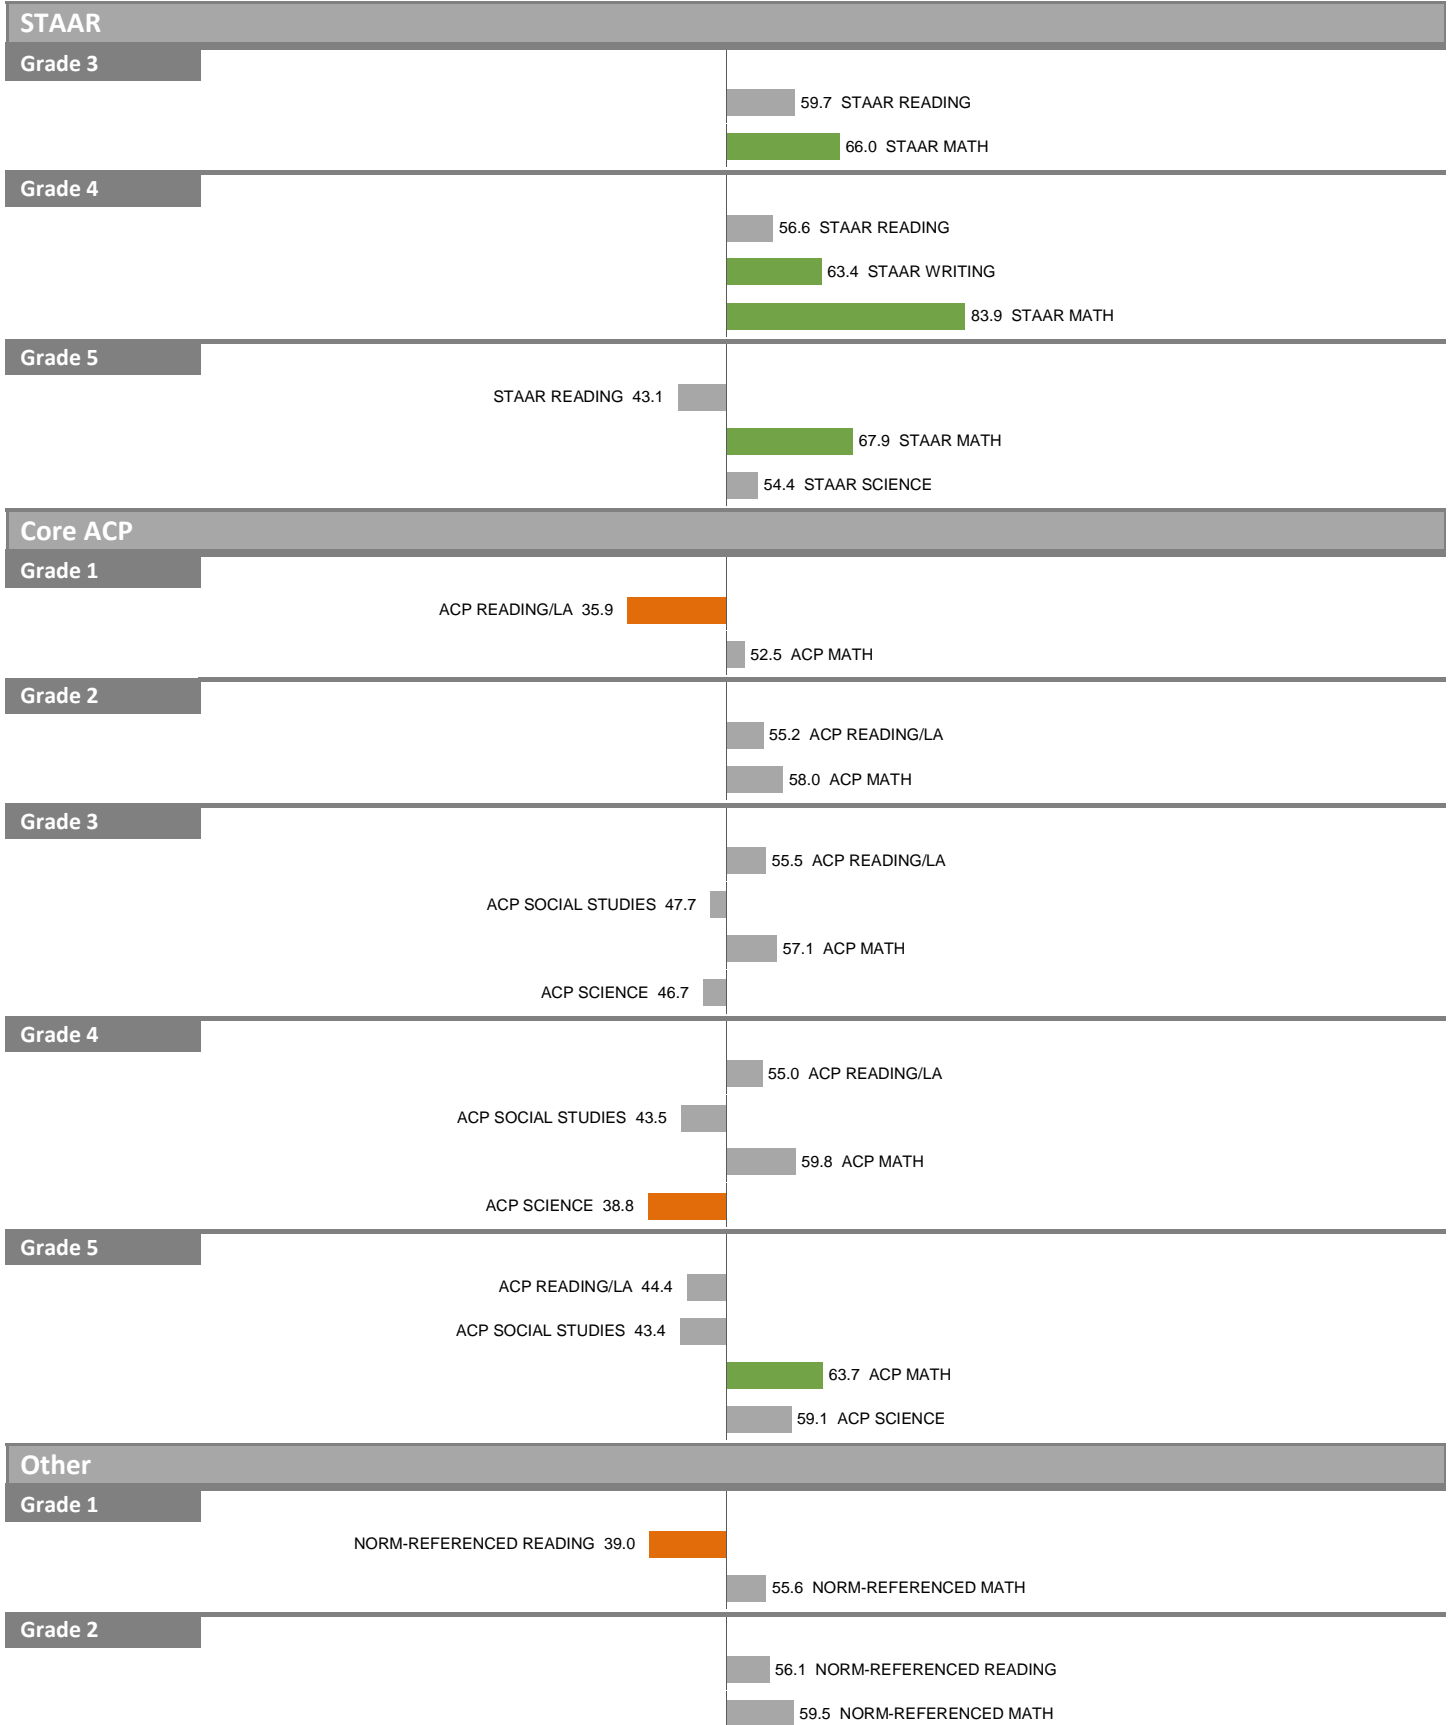 STAAR
Grade 3
59.7 STAAR READING
66.0 STAAR MATH
Grade 4
56.6 STAAR READING
63.4 STAAR WRITING
83.9 STAAR MATH
Grade 5
STAAR READING 43.1
67.9 STAAR MATH
54.4 STAAR SCIENCE
Core ACP
Grade 1
ACP READING/LA 35.9
52.5 ACP MATH
Grade 2
55.2 ACP READING/LA
58.0 ACP MATH
Grade 3
55.5 ACP READING/LA
ACP SOCIAL STUDIES 47.7
57.1 ACP MATH
ACP SCIENCE 46.7
Grade 4
55.0 ACP READING/LA
ACP SOCIAL STUDIES 43.5
59.8 ACP MATH
ACP SCIENCE 38.8
Grade 5
ACP READING/LA 44.4
ACP SOCIAL STUDIES 43.4
63.7 ACP MATH
59.1 ACP SCIENCE
Other
Grade 1
NORM-REFERENCED READING 39.0
55.6 NORM-REFERENCED MATH
Grade 2
56.1 NORM-REFERENCED READING
59.5 NORM-REFERENCED MATH